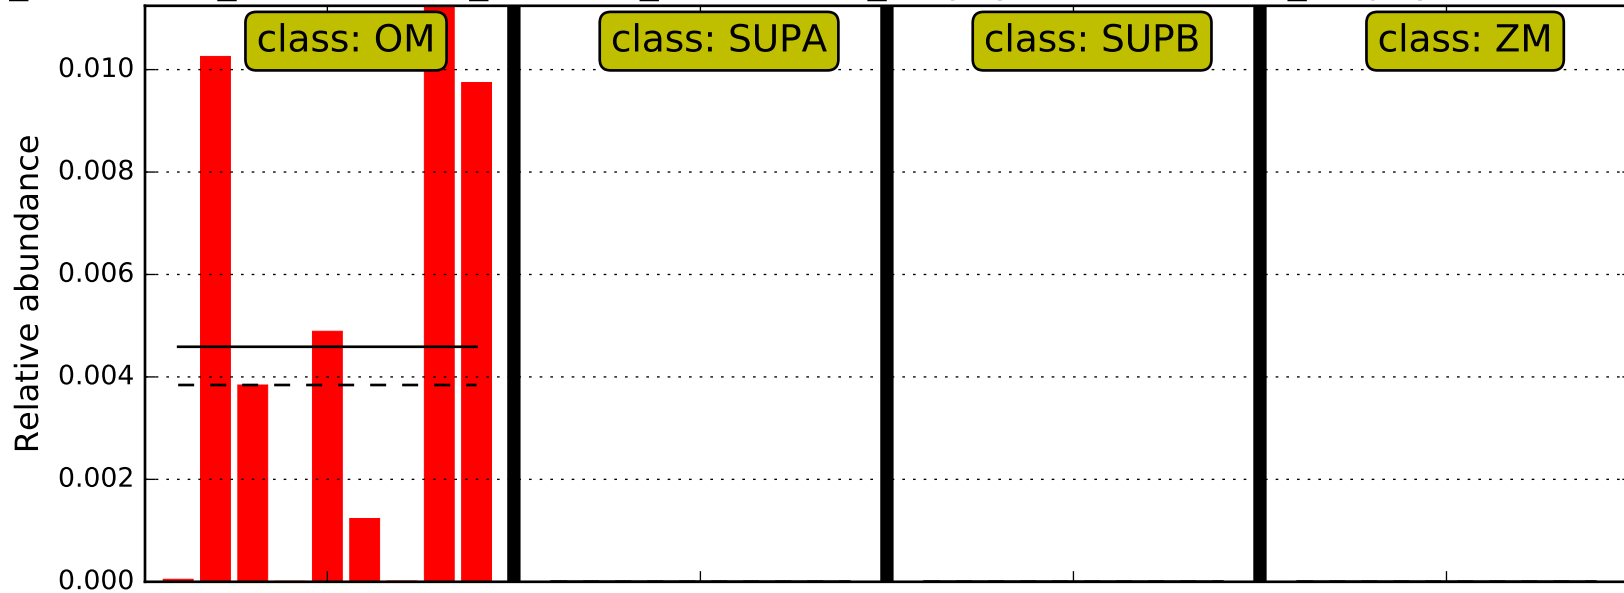 class: OM
class: SUPA
class: SUPB
class: ZM
Relative abundance
0.010
0.008
0.006
0.004
0.002
0.000